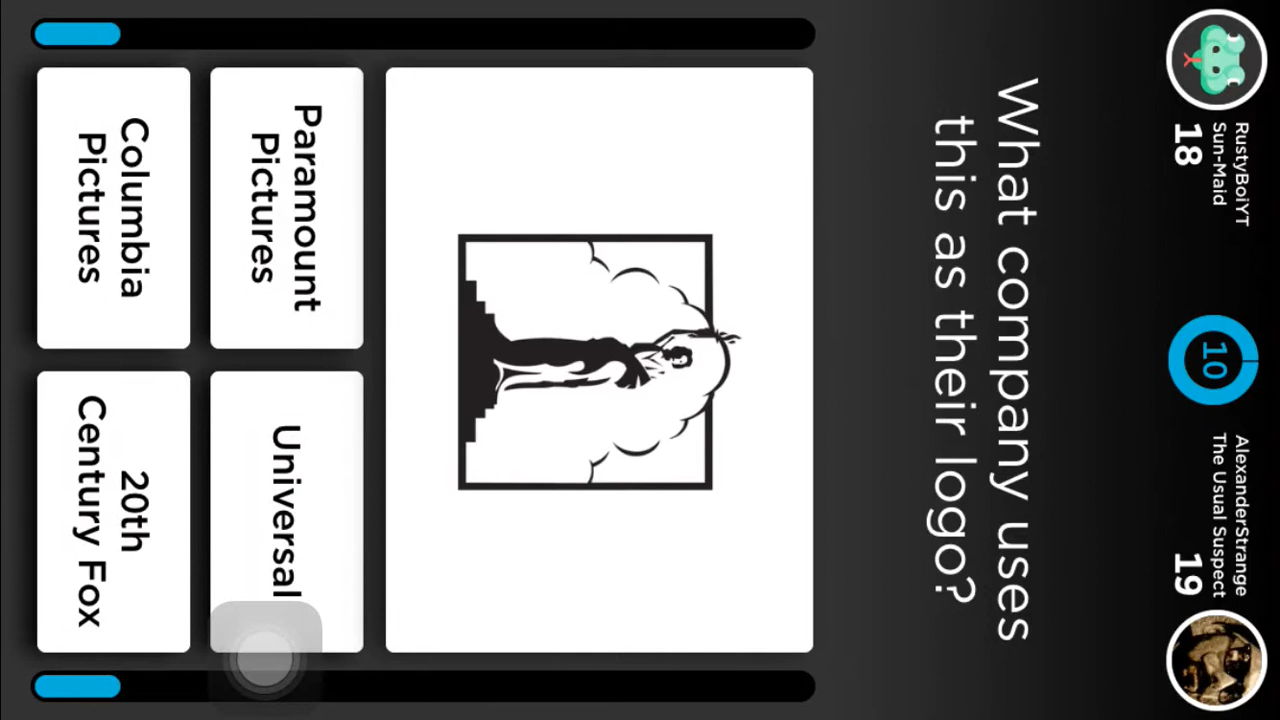 RustyBoiYT
Sun-Maid
18
10
AlexanderStrange
The Usual Suspect
19
What company uses
this as their logo?
Paramount
Pictures
Universal
Columbia
Pictures
20th
Century Fox